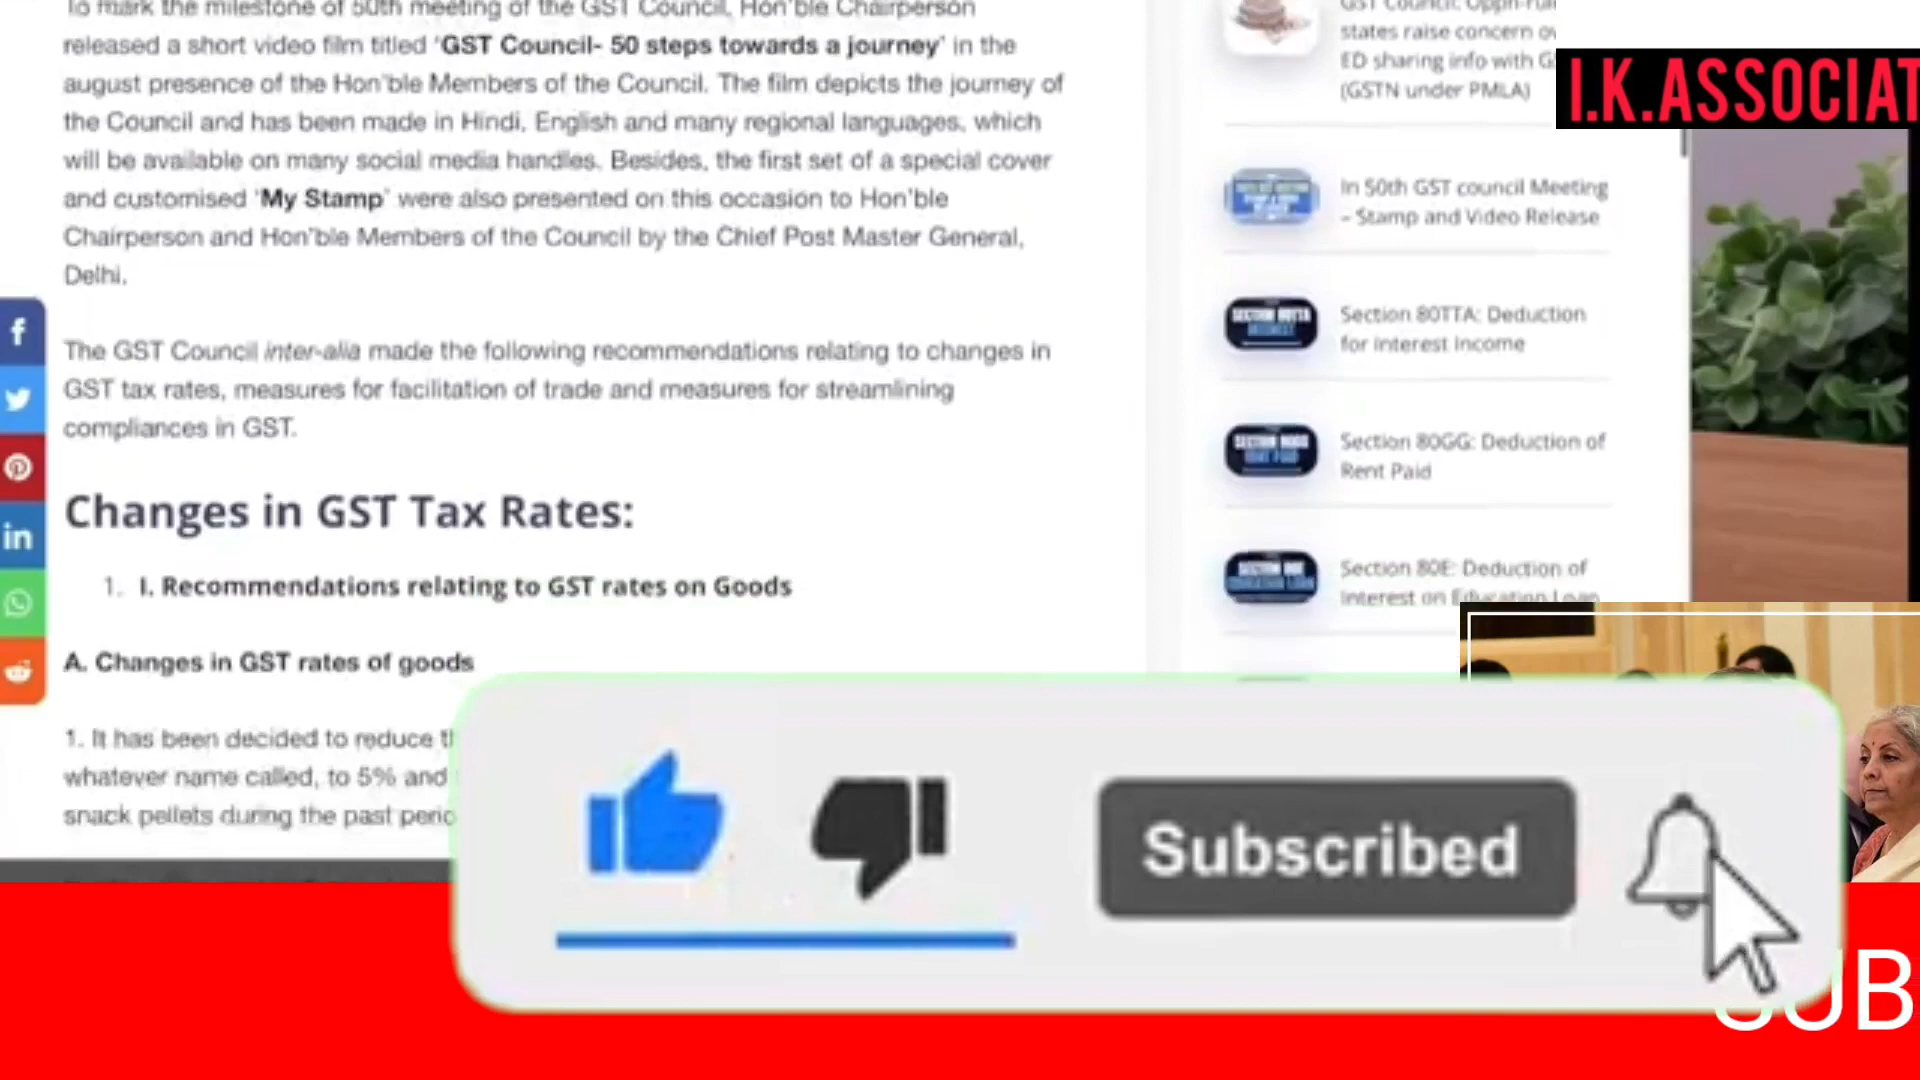 To mark the milestone of 50th meeting of the GST Council, Hon'ble Chairperson
released a short video film titled 'GST Council- 50 steps towards a journey' in the
august presence of the Hon'ble Members of the Council. The film depicts the journey of
the Council and has been made in Hindi, English and many regional languages, which
will be available on many social media handles. Besides, the first set of a special cover
and customised 'My Stamp' were also presented on this occasion to Hon'ble
Chairperson and Hon'ble Members of the Council by the Chief Post Master General,
Delhi.
The GST Council inter-alia made the following recommendations relating to changes in
GST tax rates, measures for facilitation of trade and measures for streamlining
compliances in GST.
Changes in GST Tax Rates:
1. I. Recommendations relating to GST rates on Goods
A. Changes in GST rates of goods
1. It has been decided to reduce
whatever name called, to 5% and
snack pellets during the past
GST Council: Oppn-rul
states raise concern
ED sharing info with
(GSTN under PMLA)
In 50th GST council Meeting
– Stamp and Video Release
Section 80TTA: Deduction
for Interest Income
Section 80GG: Deduction of
Rent Paid
Section 80E: Deduction of
Interest on Education Loan
I.K.ASSOCIAT
f
in
Subscribed
SUB